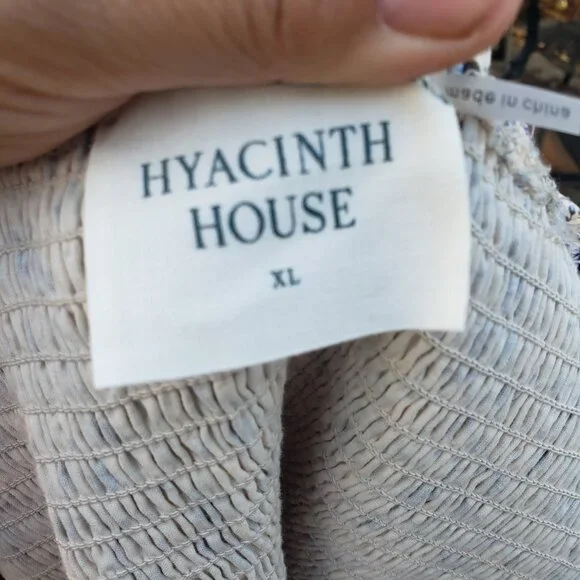 HYACINTH
HOUSE
XL
made in china